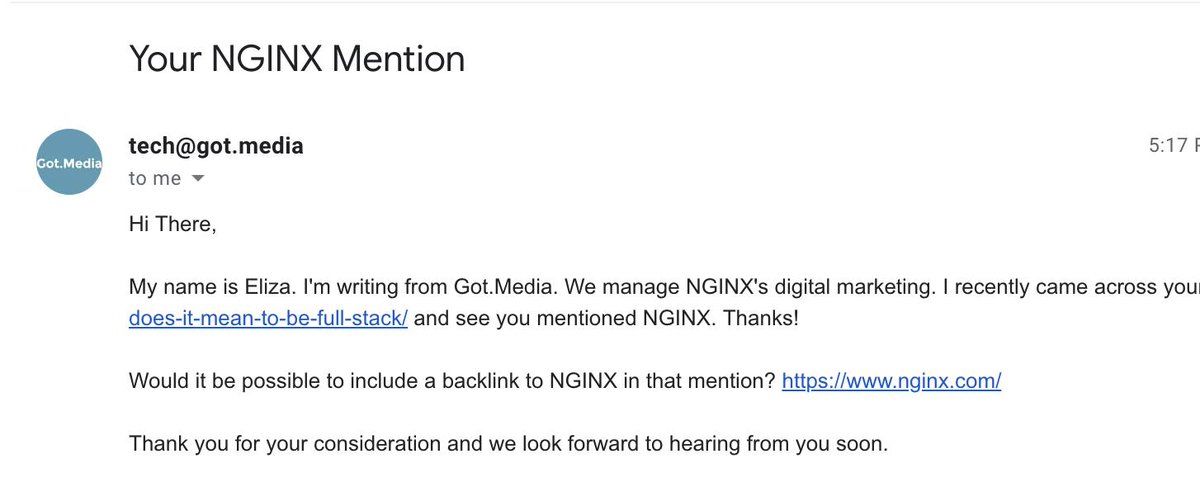 Your NGINX Mention
tech@got.media
5:17
Got.Media
to me
Hi There,
My name is Eliza. I'm writing from Got.Media. We manage NGINX's digital marketing. I recently came across
does-it-mean-to-be-full-stack/ and see you mentioned NGINX. Thanks!
Would it be possible to include a backlink to NGINX in that mention? https://www.nginx.com/
Thank you for your consideration and we look forward to hearing from you soon.